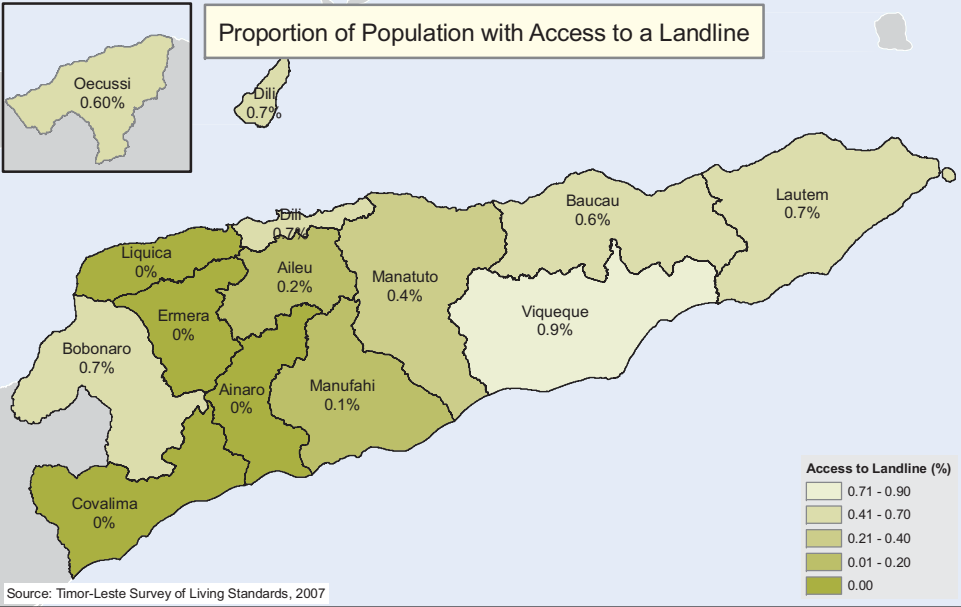 Proportion of Population with Access to a Landline
Oecussi
0.60%
Dili
0.7%
Lautem
0.7%
Baucau
0.6%
Dili
0.7%
Liquica
0%
Aileu
0.2%
Manatuto
0.4%
Viqueque
0.9%
Ermera
0%
Bobonaro
0.7%
Ainaro
0%
Manufahi
0.1%
Covalima
0%
Access to Landline (%)
0.71 - 0.90
0.41 - 0.70
0.21 - 0.40
0.01 - 0.20
0.00
Source: Timor-Leste Survey of Living Standards, 2007